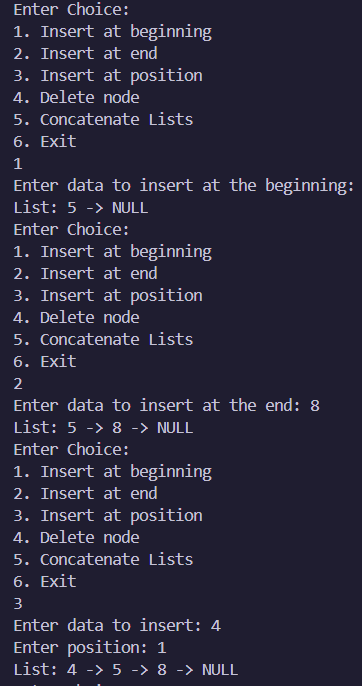 Enter Choice:
1. Insert at beginning
2. Insert at end
3. Insert at position
4. Delete node
5. Concatenate Lists
6. Exit
1
Enter data to insert at the beginning:
List: 5 -> NULL
Enter Choice:
1. Insert at beginning
2. Insert at end
3. Insert at position
4. Delete node
5. Concatenate Lists
6. Exit
2
Enter data to insert at the end: 8
List: 5 -> 8 -> NULL
Enter Choice:
1. Insert at beginning
2. Insert at end
3. Insert at position
4. Delete node
5. Concatenate Lists
6. Exit
3
Enter data to insert: 4
Enter position: 1
List: 4 -> 5 -> 8 -> NULL